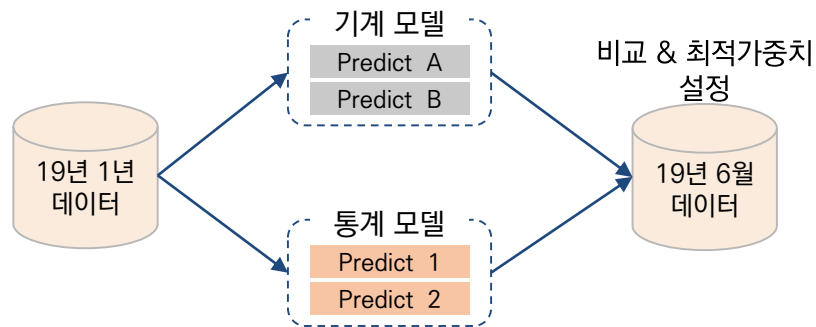 기계 모델
Predict A
Predict B
비교 & 최적가중치
설정
19년 1년
데이터
19년 6월
데이터
통계 모델
Predict 1
Predict 2